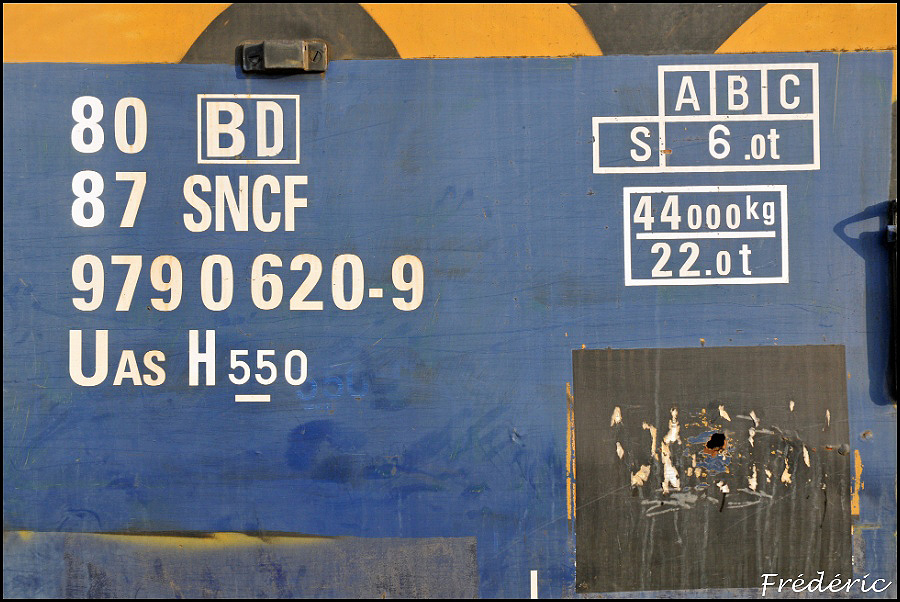 80 BD
87 SNCF
979 0 620-9
UAS H 550
A B C
S 6.0t
44000kg
22.0t
Frédéric